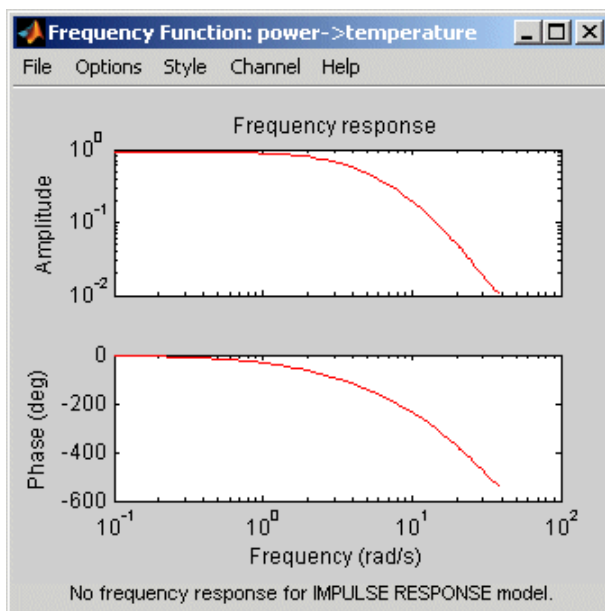 Frequency Function: power->temperature
File Options Style Channel Help
Frequency response
Amplitude
10^0
10^-1
10^-2
Phase (deg)
0
-200
-400
-600
10^-1 10^0 10^1 10^2
Frequency (rad/s)
No frequency response for IMPULSE RESPONSE model.